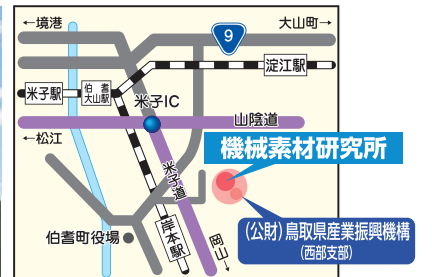 ←境港
大山町→
9
淀江駅
米子駅
伯耆
大山駅
米子IC
山陰道
←松江
機械素材研究所
米子道
(公財)鳥取県産業振興機構
(西部支部)
伯耆町役場
岸本駅
岡山→